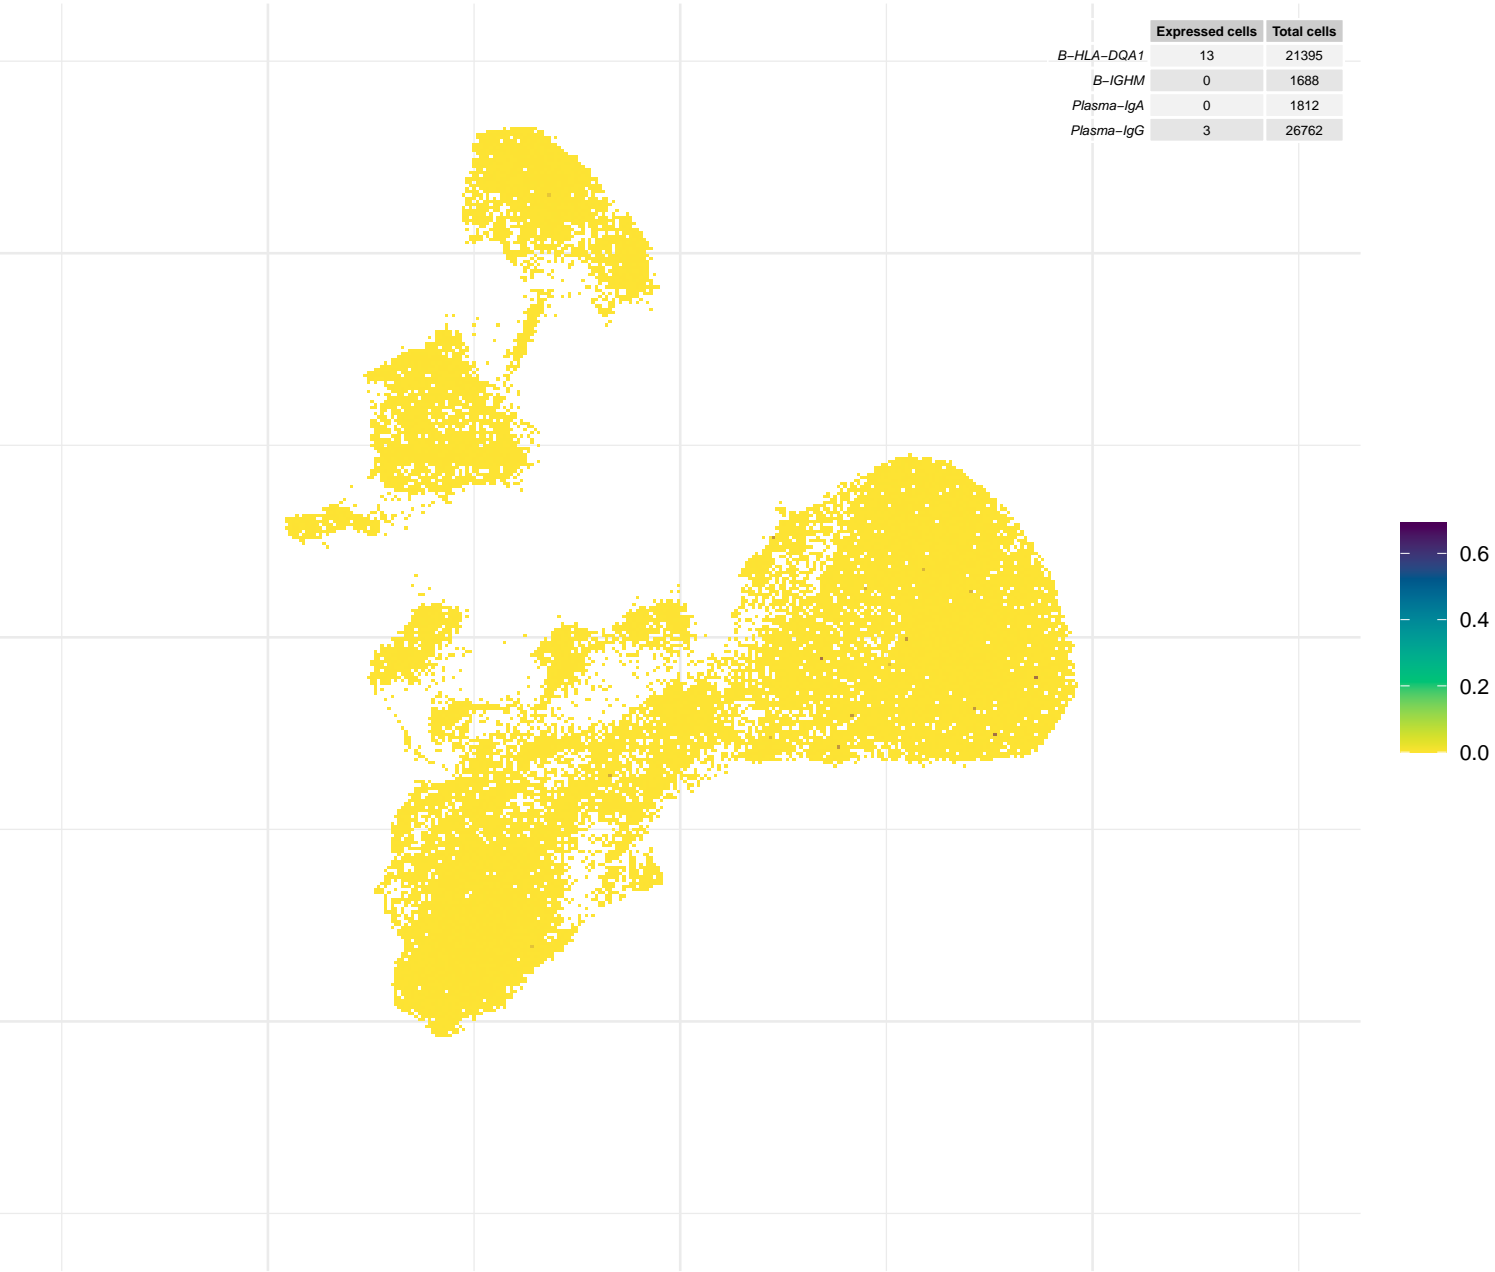 Expressed cells Total cells
B−HLA−DQA1 13 21395
B−IGHM 0 1688
Plasma−IgA 0 1812
Plasma−IgG 3 26762
0.6
0.4
0.2
0.0